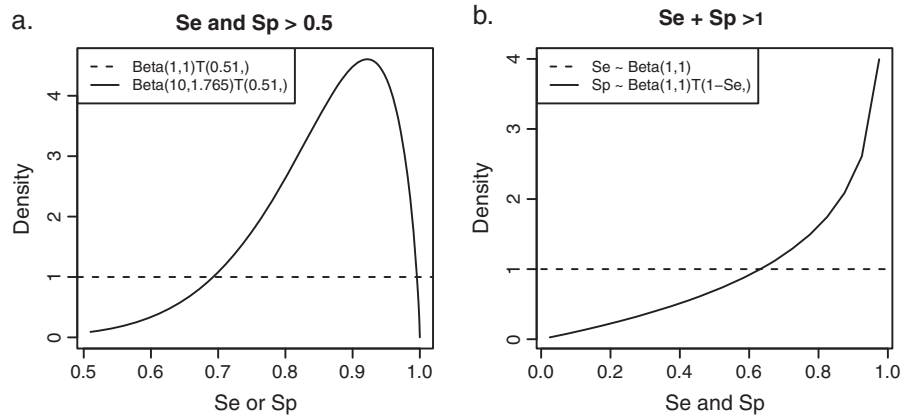 a.
Se and Sp > 0.5
Beta(1,1)T(0.51,)
Beta(10,1.765)T(0.51,)
Density
0
1
2
3
4
0.5 0.6 0.7 0.8 0.9 1.0
Se or Sp
b.
Se + Sp >1
Se ~ Beta(1,1)
Sp ~ Beta(1,1)T(1−Se,)
Density
0
1
2
3
4
0.0 0.2 0.4 0.6 0.8 1.0
Se and Sp